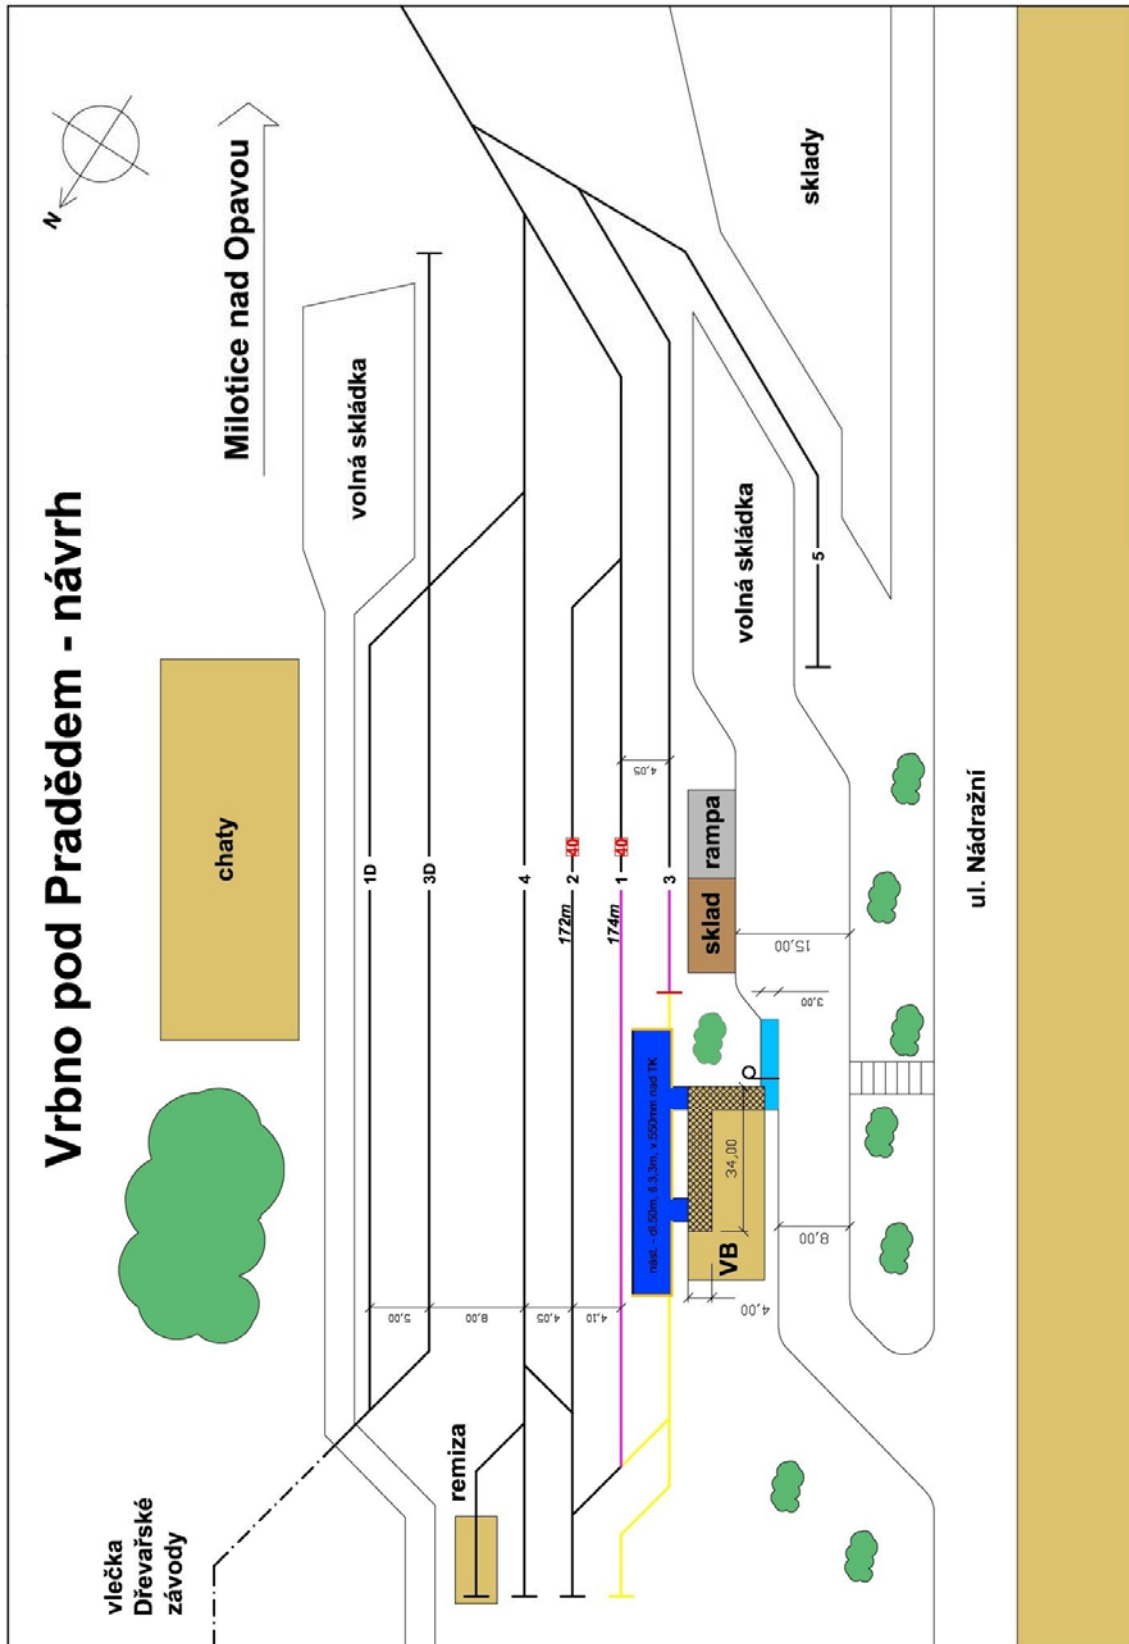 Vrbno pod Pradědem - návrh
N
Milotice nad Opavou
chaty
vlečka
Dřevařské
závody
volná skládka
1D
3D
remiza
4
2
40
172m
1
40
174m
3
5,00
8,00
4,05
4,10
4,05
nást. - dl.50m, š.3,3m, v.550mm nad TK
VB
34,00
4,00
sklad
rampa
volná skládka
5
sklady
15,00
3,00
8,00
ul. Nádražní